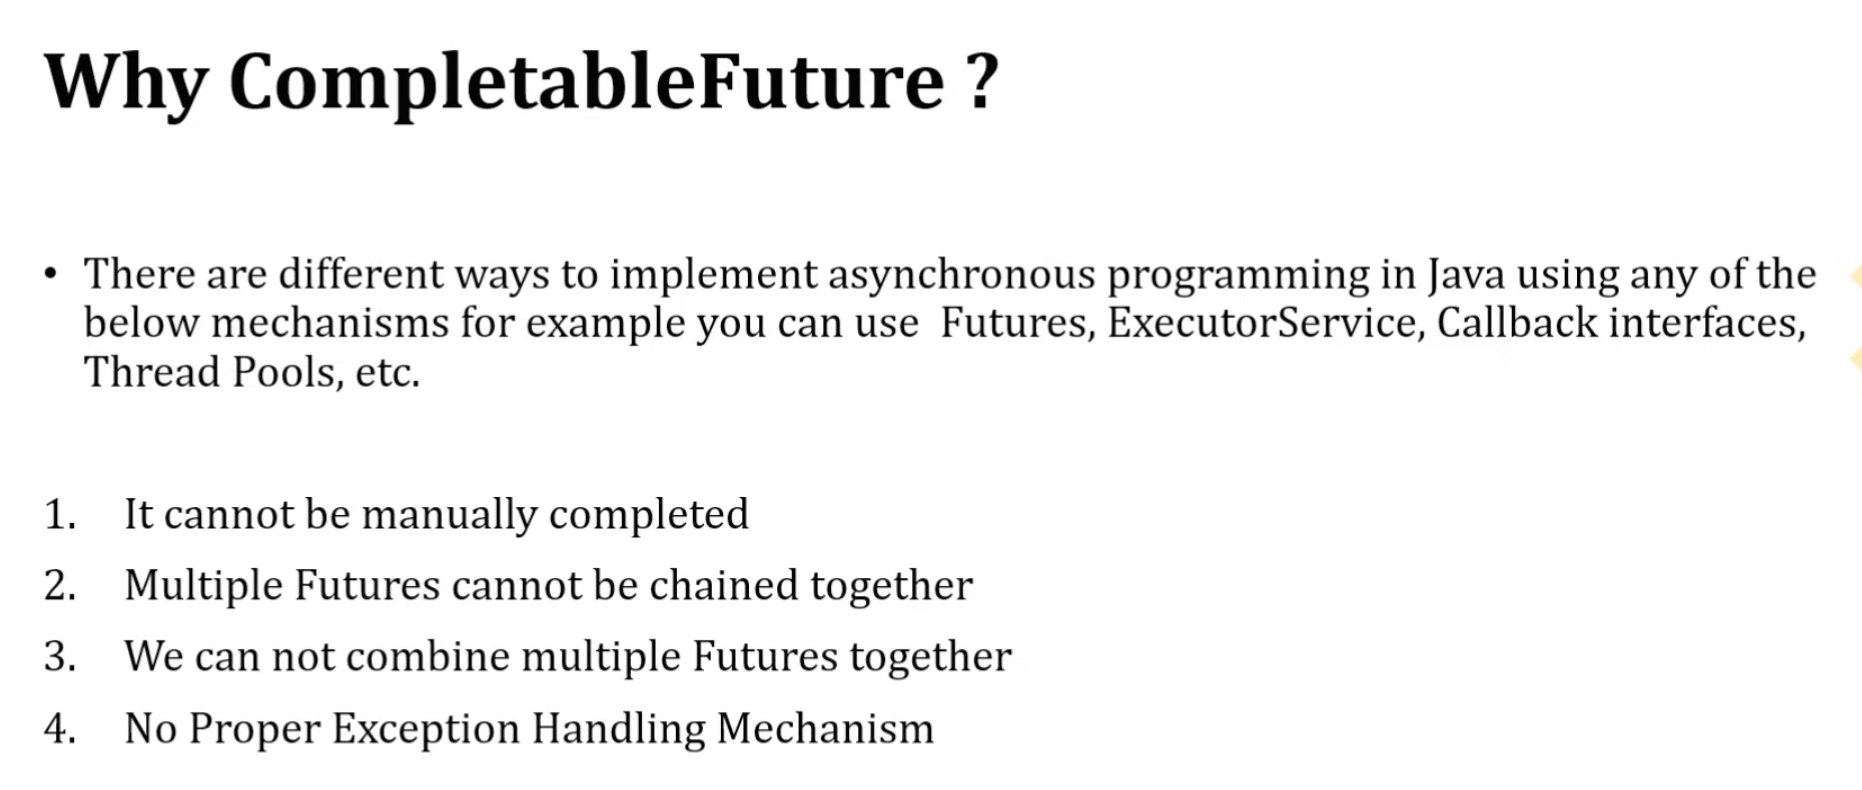 Why CompletableFuture ?
• There are different ways to implement asynchronous programming in Java using any of the
below mechanisms for example you can use  Futures, ExecutorService, Callback interfaces,
Thread Pools, etc.
1. It cannot be manually completed
2. Multiple Futures cannot be chained together
3. We can not combine multiple Futures together
4. No Proper Exception Handling Mechanism